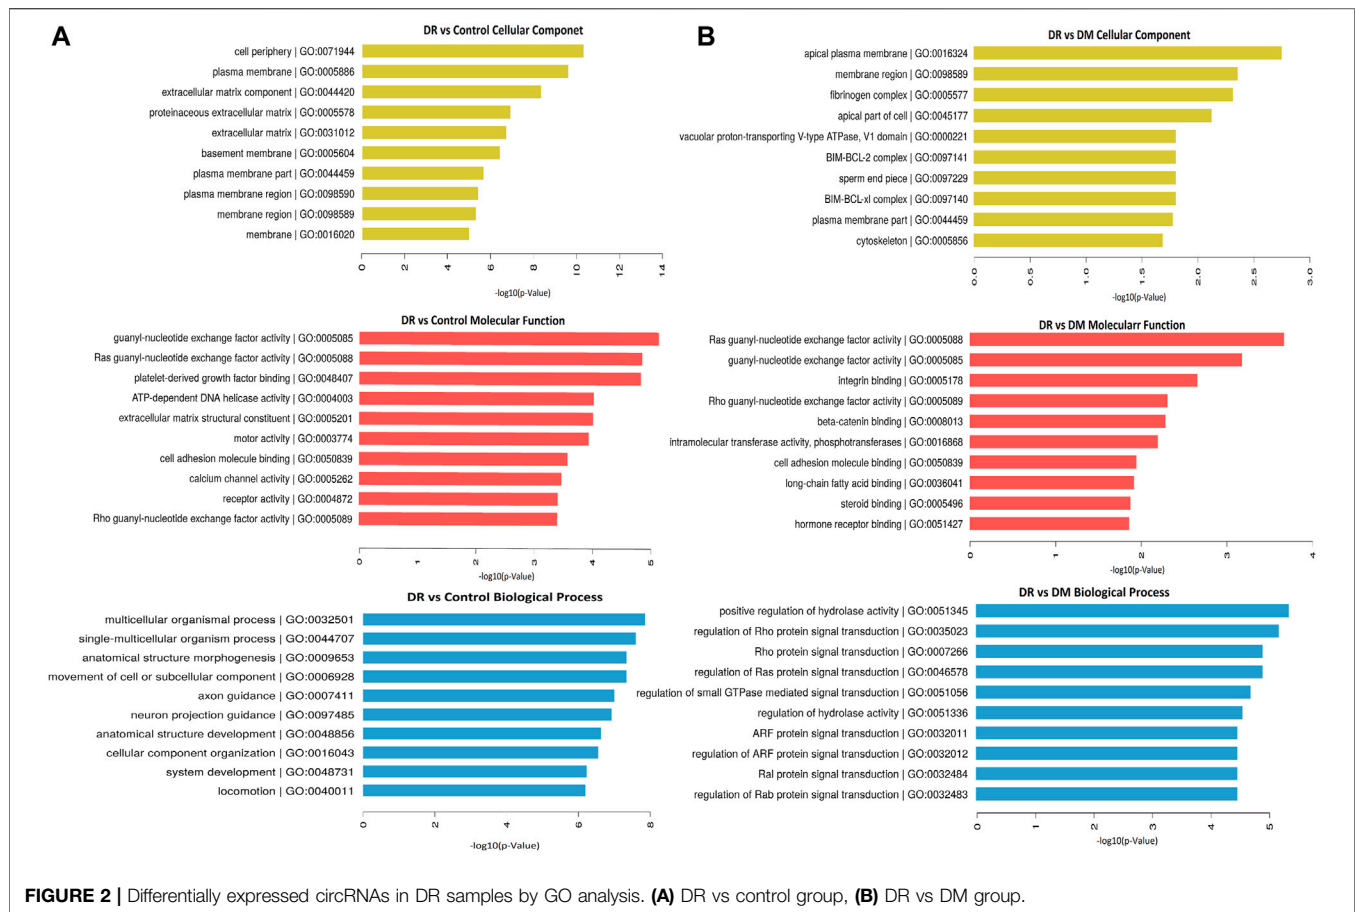 A
DR vs Control Cellular Componet
cell periphery | GO:0071944
plasma membrane | GO:0005886
extracellular matrix component | GO:0044420
proteinaceous extracellular matrix | GO:0005578
extracellular matrix | GO:0031012
basement membrane | GO:0005604
plasma membrane part | GO:0044459
plasma membrane region | GO:0098590
membrane region | GO:0098589
membrane | GO:0016020
0 2 4 6 8 10 12 14
-log10(p-Value)
DR vs Control Molecular Function
guanyl-nucleotide exchange factor activity | GO:0005085
Ras guanyl-nucleotide exchange factor activity | GO:0005088
platelet-derived growth factor binding | GO:0048407
ATP-dependent DNA helicase activity | GO:0004003
extracellular matrix structural constituent | GO:0005201
motor activity | GO:0003774
cell adhesion molecule binding | GO:0050839
calcium channel activity | GO:0005262
receptor activity | GO:0004872
Rho guanyl-nucleotide exchange factor activity | GO:0005089
0 1 2 3 4 5
-log10(p-Value)
DR vs Control Biological Process
multicellular organismal process | GO:0032501
single-multicellular organism process | GO:0044707
anatomical structure morphogenesis | GO:0009653
movement of cell or subcellular component | GO:0006928
axon guidance | GO:0007411
neuron projection guidance | GO:0097485
anatomical structure development | GO:0048856
cellular component organization | GO:0016043
system development | GO:0048731
locomotion | GO:0040011
0 2 4 6 8
-log10(p-Value)
B
DR vs DM Cellular Component
apical plasma membrane | GO:0016324
membrane region | GO:0098589
fibrinogen complex | GO:0005577
apical part of cell | GO:0045177
vacuolar proton-transporting V-type ATPase, V1 domain | GO:0000221
BIM-BCL-2 complex | GO:0097141
sperm end piece | GO:0097229
BIM-BCL-xl complex | GO:0097140
plasma membrane part | GO:0044459
cytoskeleton | GO:0005856
0.0 0.5 1.0 1.5 2.0 2.5 3.0
-log10(p-Value)
DR vs DM Molecularr Function
Ras guanyl-nucleotide exchange factor activity | GO:0005088
guanyl-nucleotide exchange factor activity | GO:0005085
integrin binding | GO:0005178
Rho guanyl-nucleotide exchange factor activity | GO:0005089
beta-catenin binding | GO:0008013
intramolecular transferase activity, phosphotransferases | GO:0016868
cell adhesion molecule binding | GO:0050839
long-chain fatty acid binding | GO:0036041
steroid binding | GO:0005496
hormone receptor binding | GO:0051427
0 1 2 3 4
-log10(p-Value)
DR vs DM Biological Process
positive regulation of hydrolase activity | GO:0051345
regulation of Rho protein signal transduction | GO:0035023
Rho protein signal transduction | GO:0007266
regulation of Ras protein signal transduction | GO:0046578
regulation of small GTPase mediated signal transduction | GO:0051056
regulation of hydrolase activity | GO:0051336
ARF protein signal transduction | GO:0032011
regulation of ARF protein signal transduction | GO:0032012
Ral protein signal transduction | GO:0032484
regulation of Rab protein signal transduction | GO:0032483
0 1 2 3 4 5
-log10(p-Value)
FIGURE 2 | Differentially expressed circRNAs in DR samples by GO analysis. (A) DR vs control group, (B) DR vs DM group.